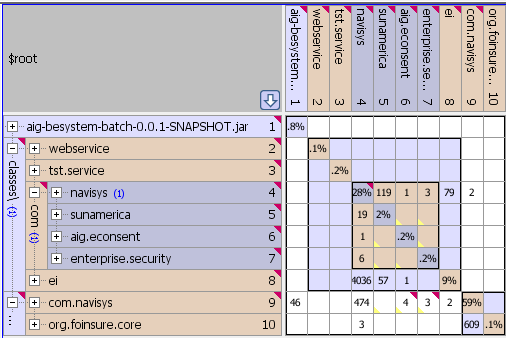 $root
aig-besystem... 1
webservice 2
tst.service 3
navisys 4
sunamerica 5
aig.econsent 6
enterprise.se... 7
ei 8
com.navisys 9
org.foinsure... 10
aig-besystem-batch-0.0.1-SNAPSHOT.jar 1 .8%
classes\ (1)
webservice 2 .1%
tst.service 3 .2%
com (1)
navisys (1) 4 28% 119 1 3 79 2
sunamerica 5 19 .2%
aig.econsent 6 1 .2%
enterprise.security 7 6 .2%
ei 8 4036 57 1 9%
...
com.navisys 9 46 474 4 3 2 59%
org.foinsure.core 10 3 609 .1%